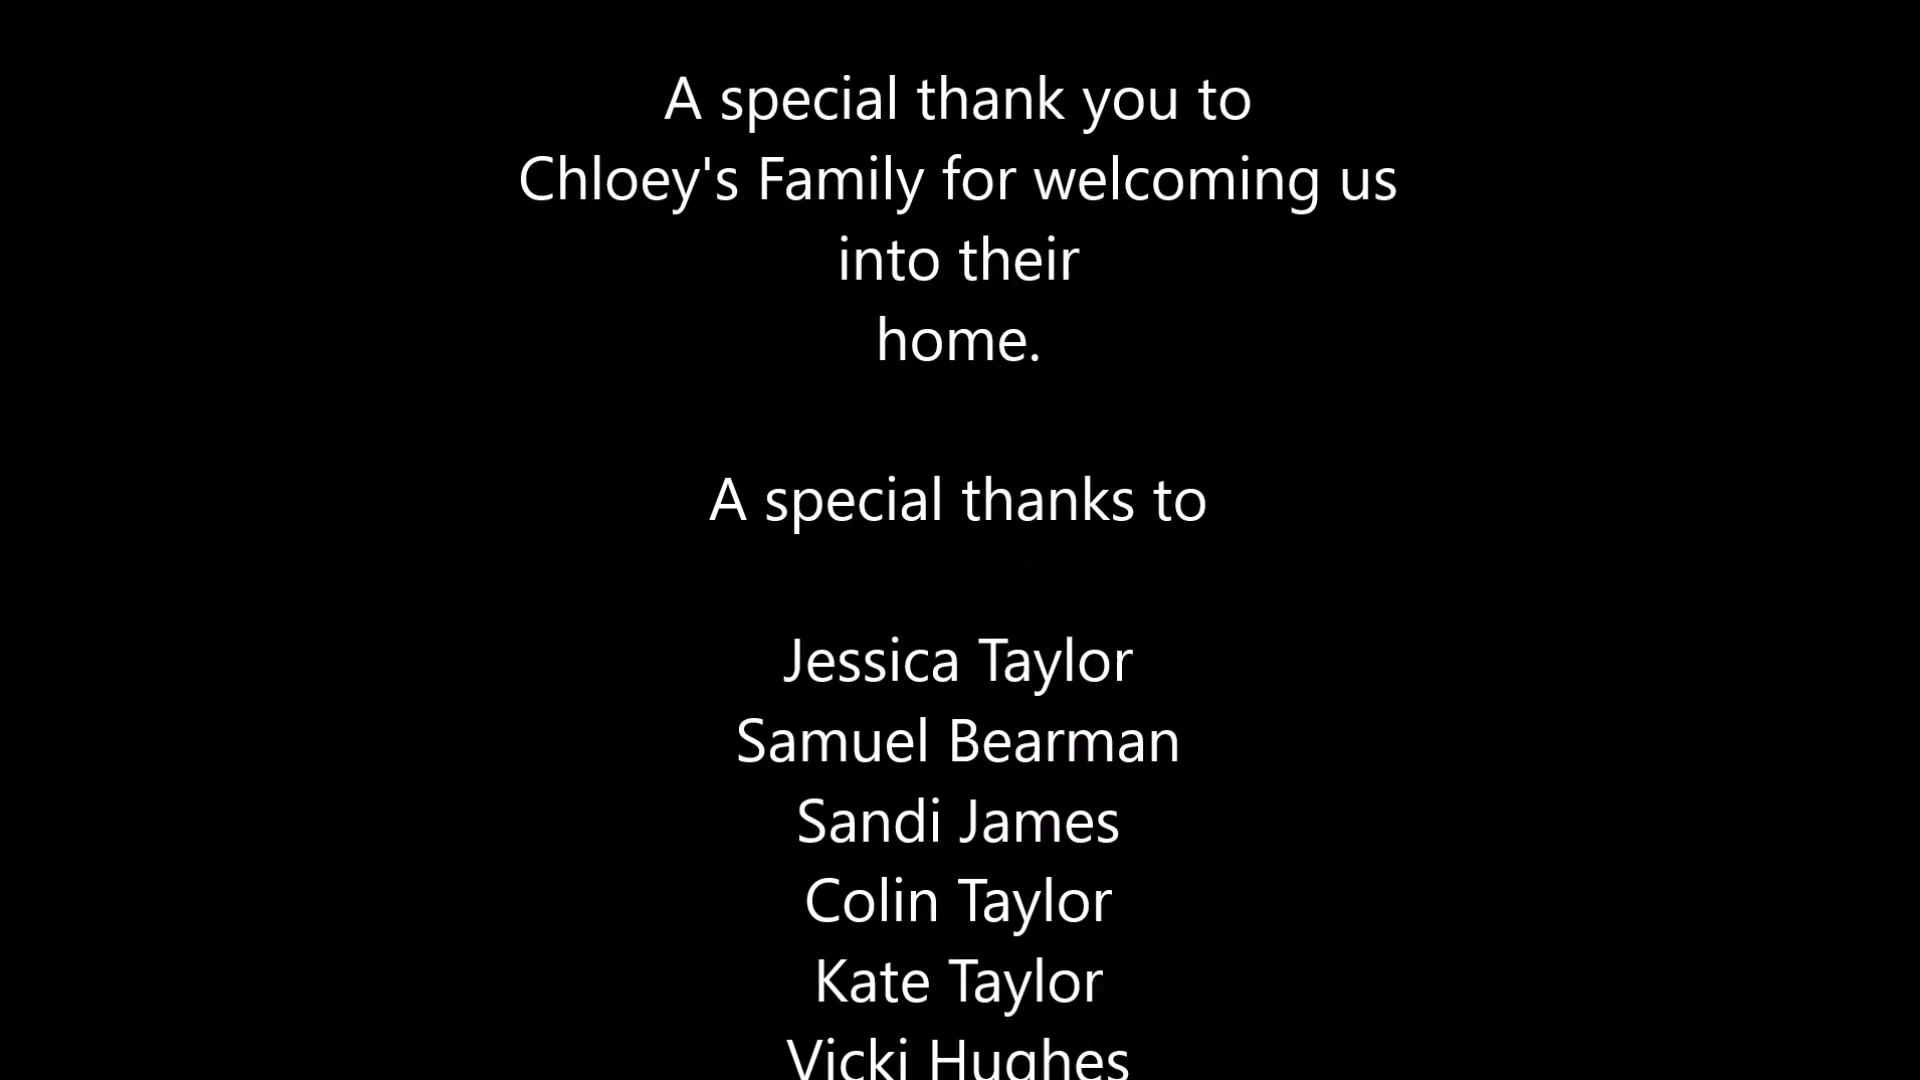 A special thank you to
Chloey's Family for welcoming us
into their
home.
A special thanks to
Jessica Taylor
Samuel Bearman
Sandi James
Colin Taylor
Kate Taylor
Vicki Hughes